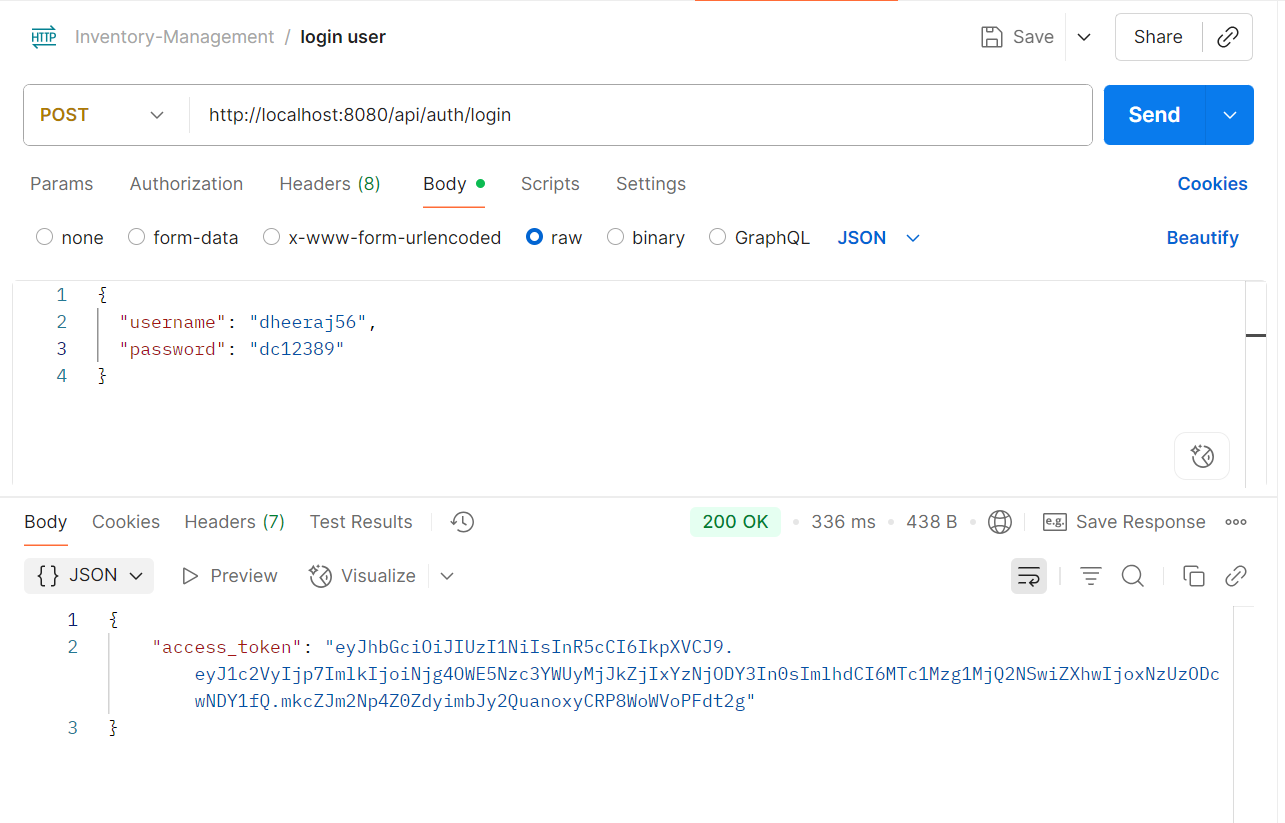 HTTP Inventory-Management / login user Save Share
POST http://localhost:8080/api/auth/login Send
Params Authorization Headers (8) Body Scripts Settings Cookies
none form-data x-www-form-urlencoded raw binary GraphQL JSON Beautify
1 {
2 "username": "dheeraj56",
3 "password": "dc12389"
4 }
Body Cookies Headers (7) Test Results 200 OK 336 ms 438 B e.g. Save Response
{} JSON Preview Visualize
1 {
2 "access_token": "eyJhbGciOiJIUzI1NiIsInR5cCI6IkpXVCJ9.
eyJ1c2VyIjp7ImlkIjoiNjg4OWE5Nzc3YWUyMjJkZjIxYzNjODY3In0sImlhdCI6MTc1Mzg1MjQ2NSwiZXhwIjoxNzUzODc
wNDY1fQ.mkcZJm2Np4Z0ZdyimbJy2QuanoxyCRP8WoWVoPFdt2g"
3 }